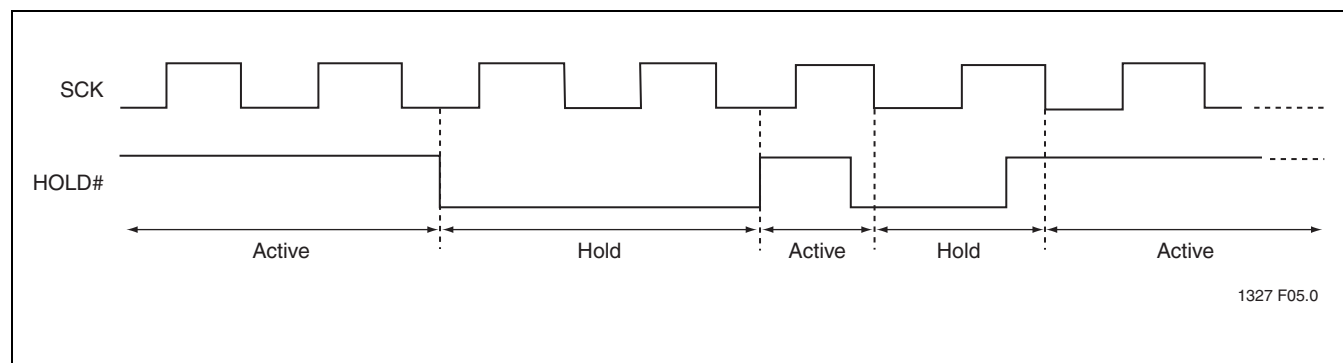 SCK
HOLD#
Active Hold Active Hold Active
1327 F05.0